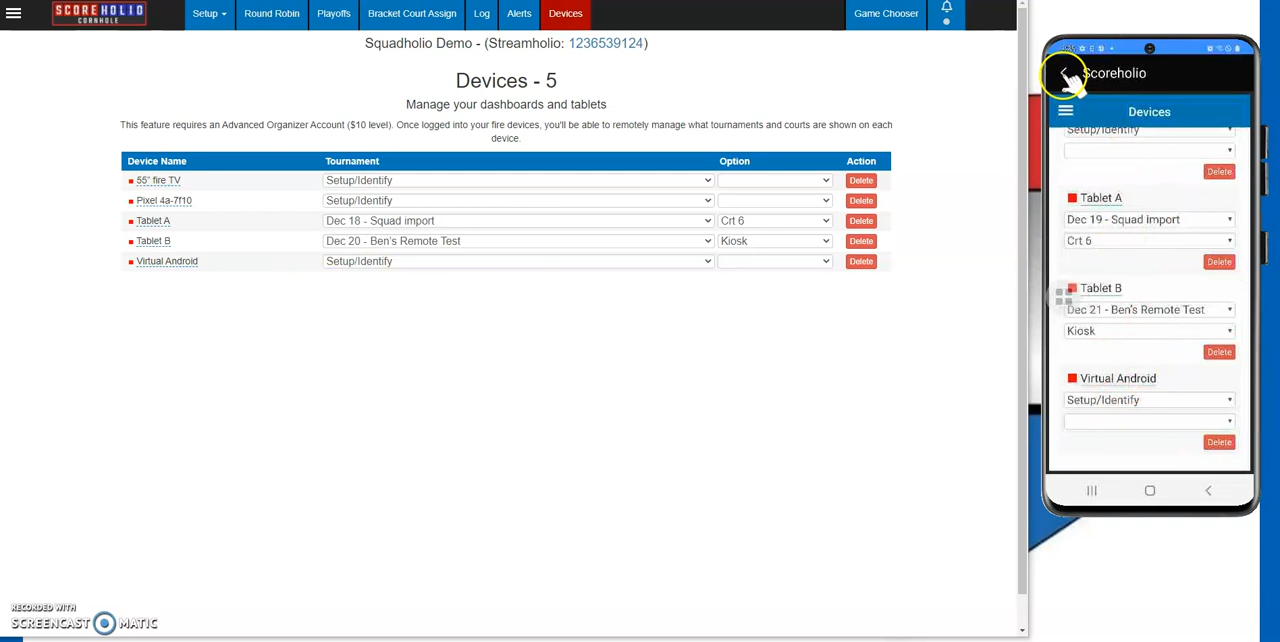 SCOREHOLIO
CORNHOLE
Setup
Round Robin
Playoffs
Bracket Court Assign
Log
Alerts
Devices
Game Chooser
Squadholio Demo - (Streamholio: 1236539124)
Devices - 5
Manage your dashboards and tablets
This feature requires an Advanced Organizer Account ($10 level). Once logged into your fire devices, you'll be able to remotely manage what tournaments and courts are shown on each
device.
Device Name Tournament Option Action
55" fire TV Setup/Identify Delete
Pixel 4a-7f10 Setup/Identify Delete
Tablet A Dec 18 - Squad import Crt 6 Delete
Tablet B Dec 20 - Ben's Remote Test Kiosk Delete
Virtual Android Setup/Identify Delete
Scoreholio
Devices
Setup/Identify
Delete
Tablet A
Dec 19 - Squad import
Crt 6
Delete
Tablet B
Dec 21 - Ben's Remote Test
Kiosk
Delete
Virtual Android
Setup/Identify
Delete
RECORDED WITH
SCREENCAST MATIC